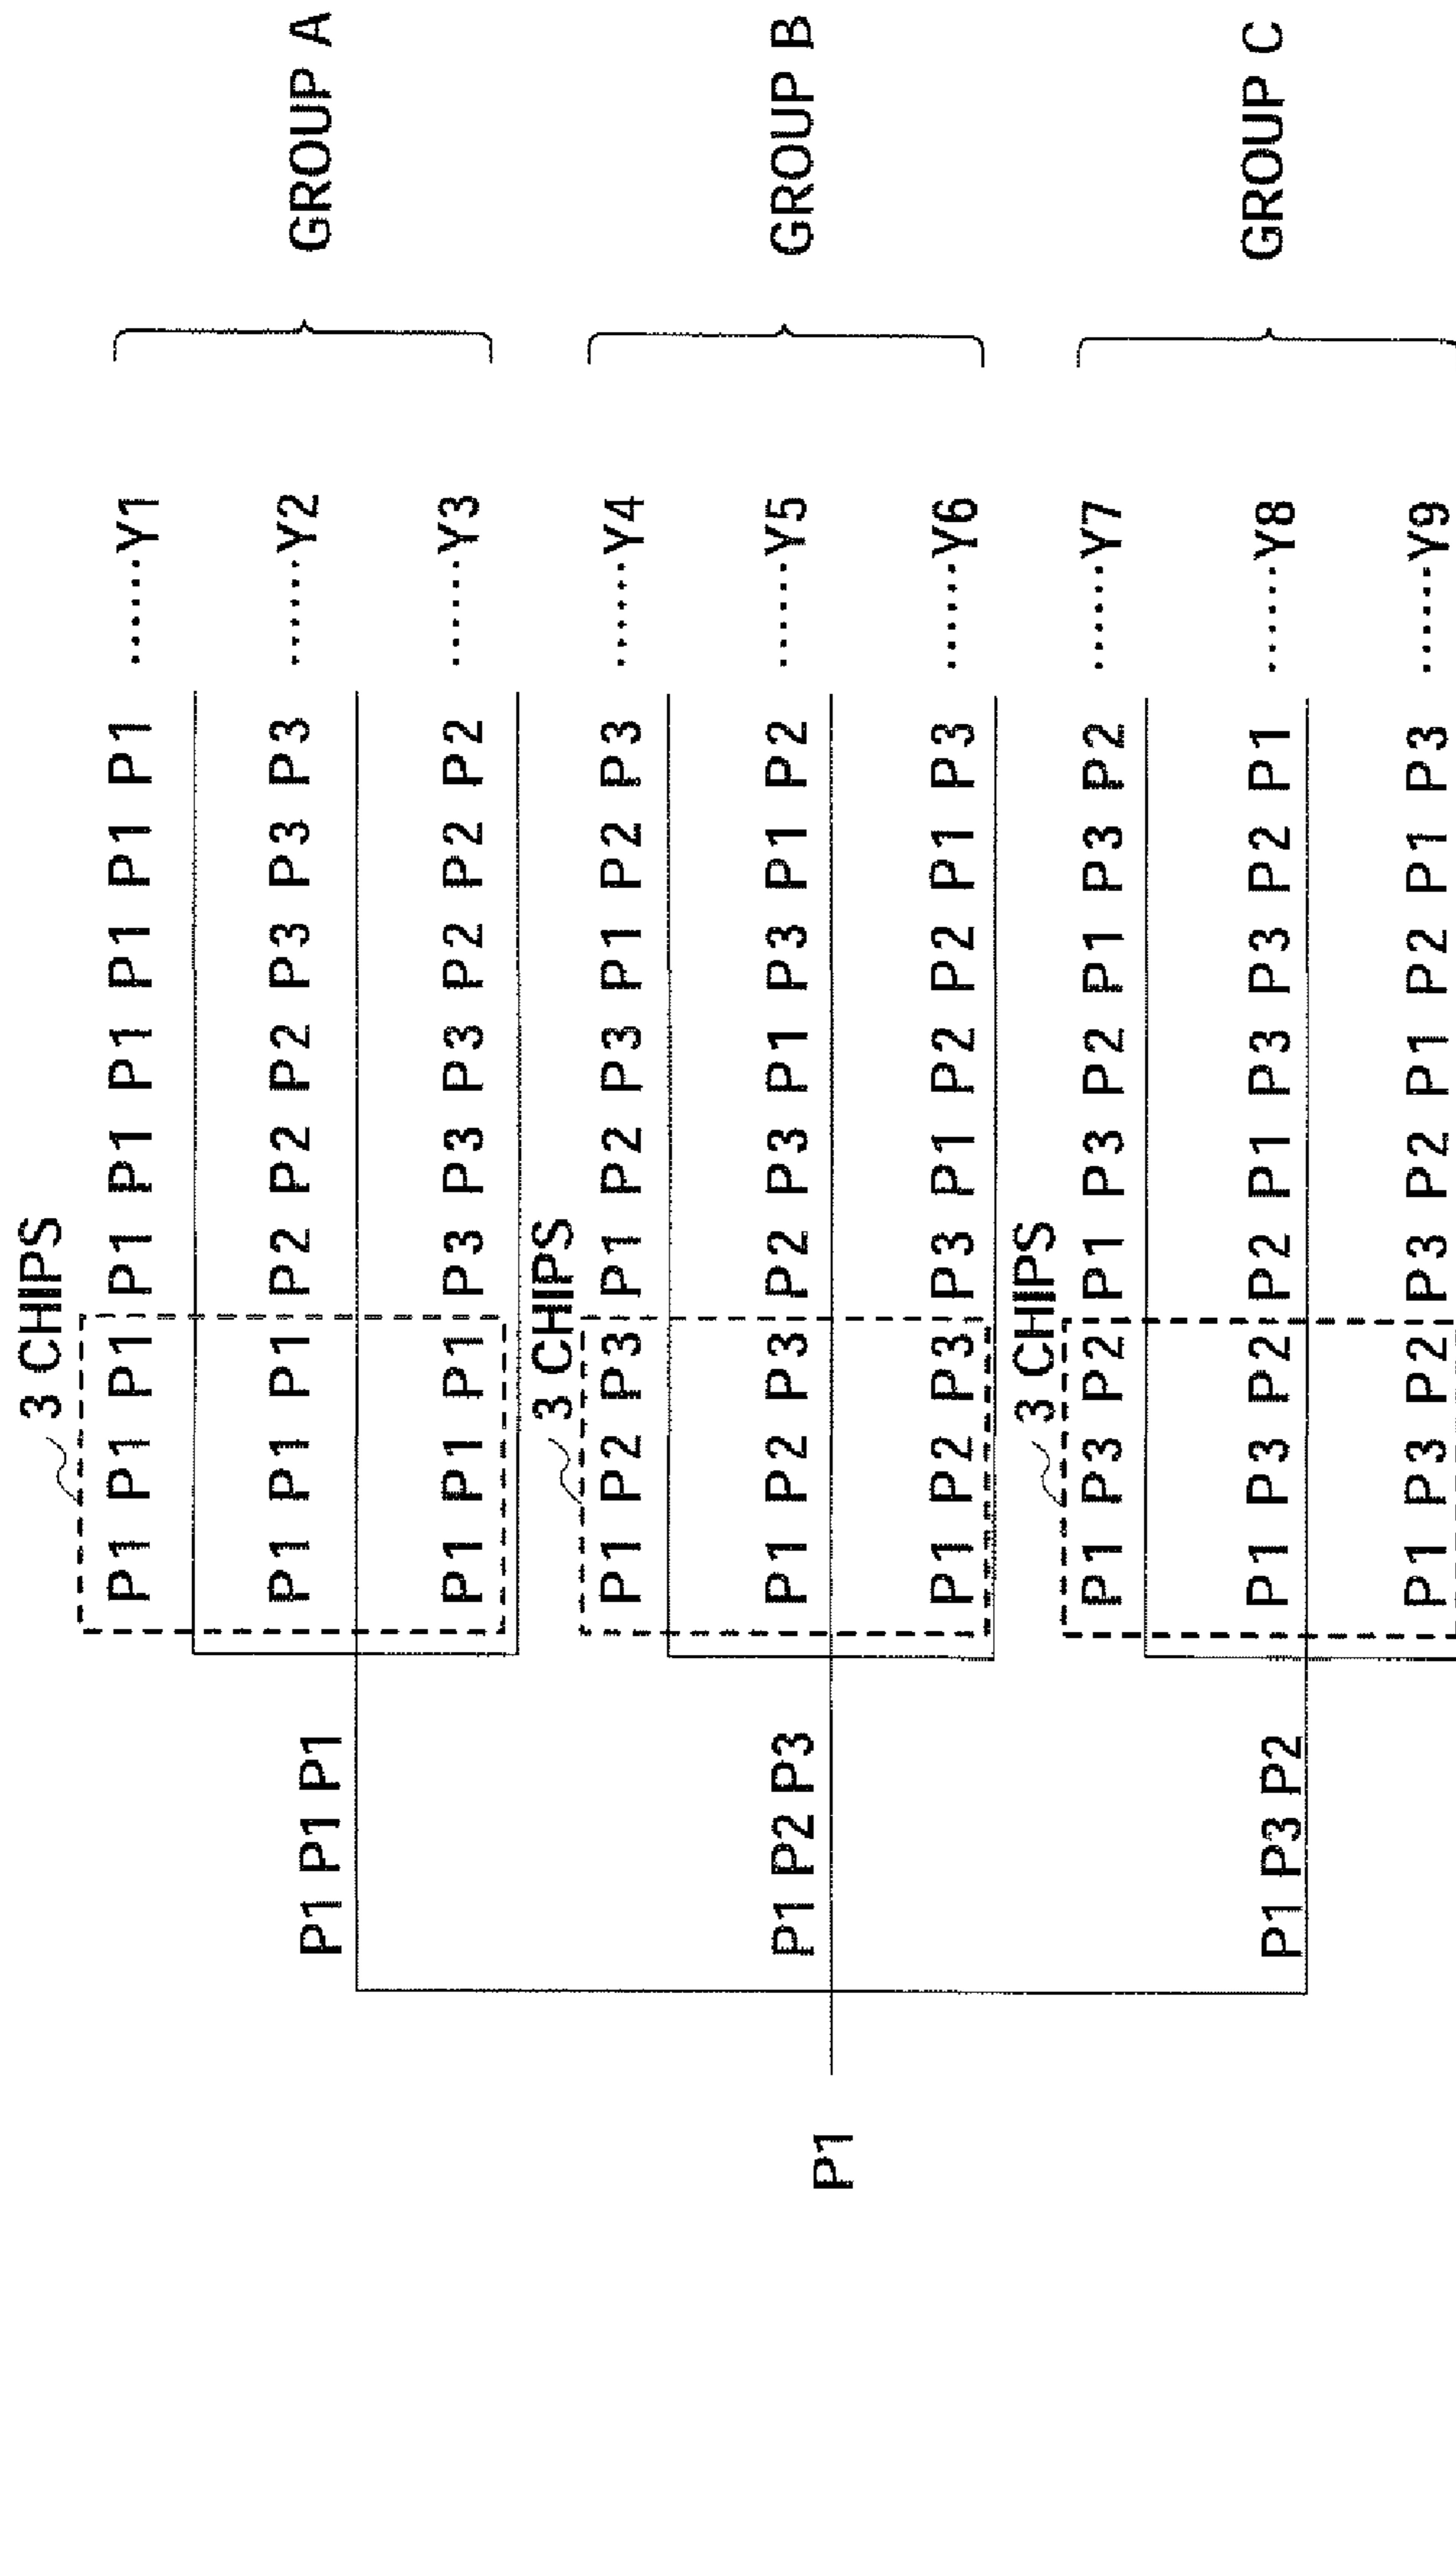 3 CHIPS
P1 P1 P1 P1 P1 P1 P1 P1 P1 ······Y1
P1 P1 P1 P2 P2 P2 P3 P3 P3 ······Y2
GROUP A
P1 P1 P1
P1 P1 P1 P3 P3 P3 P2 P2 P2 ······Y3
3 CHIPS
P1 P2 P3 P1 P2 P3 P1 P2 P3 ······Y4
P1 P2 P3 P2 P3 P1 P3 P1 P2 ······Y5
GROUP B
P1 P2 P3
P1
P1 P2 P3 P3 P1 P2 P2 P1 P3 ······Y6
3 CHIPS
P1 P3 P2 P1 P3 P2 P1 P3 P2 ······Y7
P1 P3 P2 P2 P1 P3 P3 P2 P1 ······Y8
GROUP C
P1 P3 P2
P1 P3 P2 P3 P2 P1 P2 P1 P3 ······Y9